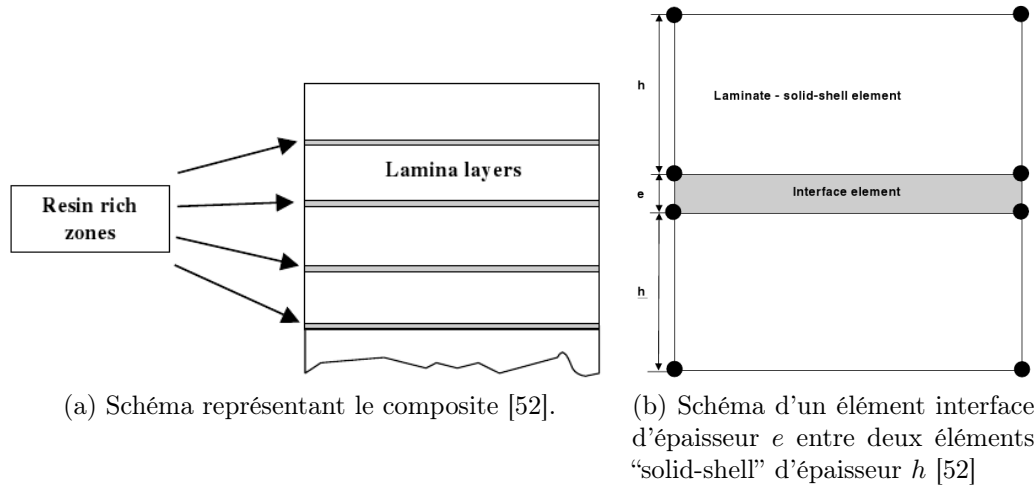 Resin rich
zones
Lamina layers
(a) Schéma représentant le composite [52].
h
Laminate - solid-shell element
e
Interface element
h
(b) Schéma d'un élément interface
d'épaisseur e entre deux éléments
“solid-shell” d'épaisseur h [52]